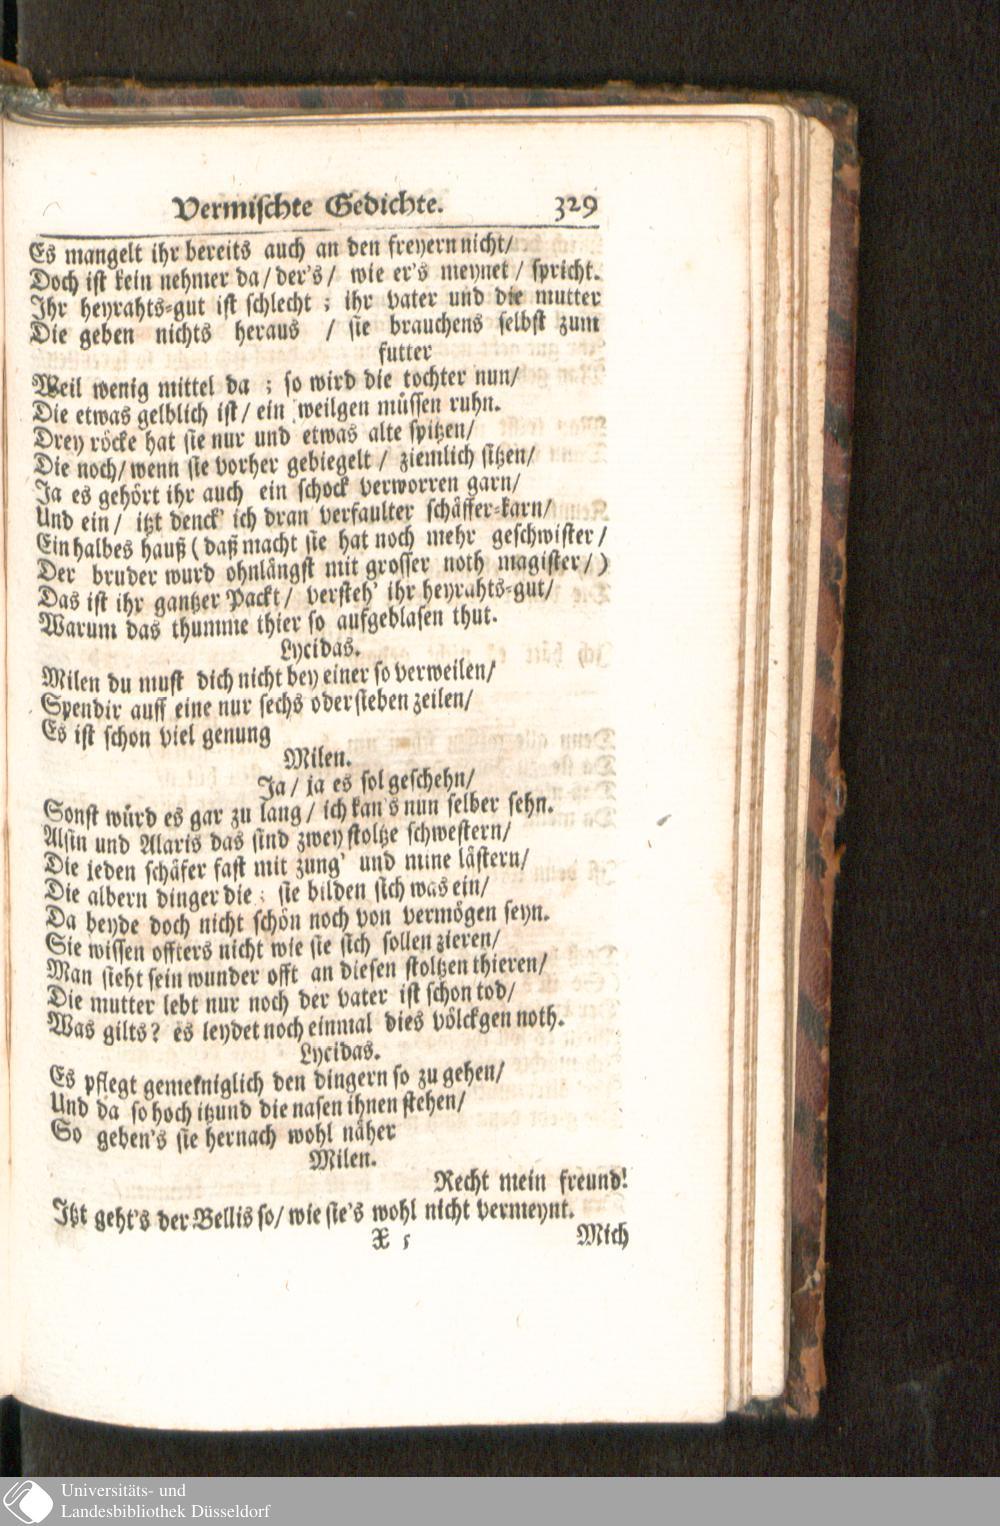 Vermischte Gedichte. 329
Es mangelt ihr bereits auch an den freyern nicht/
Doch ist kein nehmer da/ der's/ wie er's meynet/ spricht.
Ihr heyrahts-gut ist schlecht; ihr vater und die mutter
Die geben nichts heraus / sie brauchens selbst zum
futter
Weil wenig mittel da ; so wird die tochter nun/
Die etwas gelblich ist/ ein weilgen müssen ruhn.
Drey röcke hat sie nur und etwas alte spitzen/
Die noch/ wenn sie vorher gebiegelt / ziemlich sitzen/
Ja es gehört ihr auch ein schock verworren garn/
Und ein/ itzt denck' ich dran verfaulter schäffer-karn/
Ein halbes hauß (daß macht sie hat noch mehr geschwister/
Der bruder wurd ohnlängst mit grosser noth magister/)
Das ist ihr gantzer Packt/ versteh' ihr heyrahts-gut/
Warum das thumme thier so aufgeblasen thut.
Lycidas.
Milen du must dich nicht bey einer so verweilen/
Spendir auff eine nur sechs oder sieben zeilen/
Es ist schon viel genung
Milen.
Ja/ ja es sol geschehn/
Sonst würd es gar zu lang/ ich kan's nun selber sehn.
Alsin und Alaris das sind zwey stoltze schwestern/
Die jeden schäfer fast mit zung' und mine lästern/
Die albern dinger die ; sie bilden sich was ein/
Da beyde doch nicht schön noch von vermögen seyn.
Sie wissen offters nicht wie sie sich sollen zieren/
Man sieht sein wunder offt an diesen stoltzen thieren/
Die mutter lebt nur noch der vater ist schon tod/
Was gilts? es leydet noch einmal dies völckgen noth.
Lycidas.
Es pflegt gemekniglich den dingern so zu gehen/
Und da so hoch itzund die nasen ihnen stehen/
So geben's sie hernach wohl näher
Milen.
Recht mein freund!
Itzt geht's der Bellis so/ wie sie's wohl nicht vermeynt.
X 5 Mich
Universitäts- und
Landesbibliothek Düsseldorf